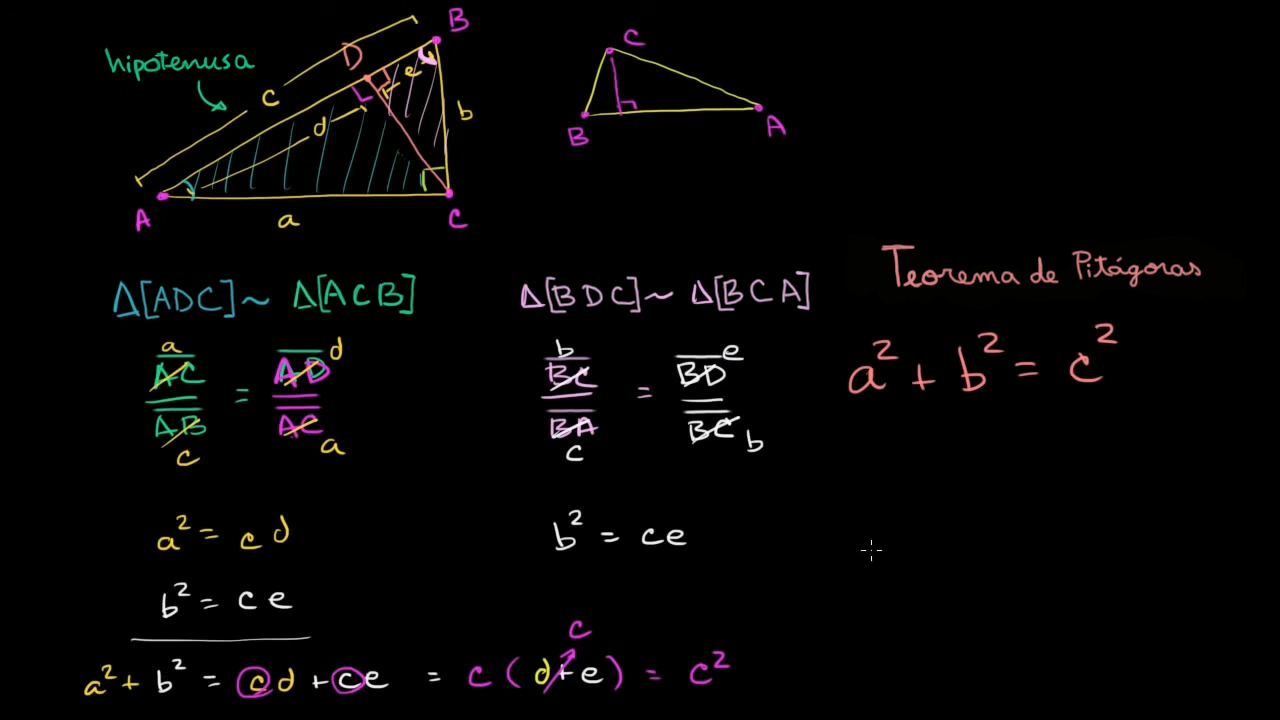 B
hipotenusa
D
e
c
d
b
A
C
a
C
B
A
Teorema de Pitágoras
a² + b² = c²
Δ[ADC] ~ Δ[ACB]
a d
AC = AD
AB AC
c a
a² = cd
b² = ce
Δ[BDC] ~ Δ[BCA]
b e
BC = BD
BA BC
c b
b² = ce
c
a² + b² = cd + ce = c(d+e) = c²